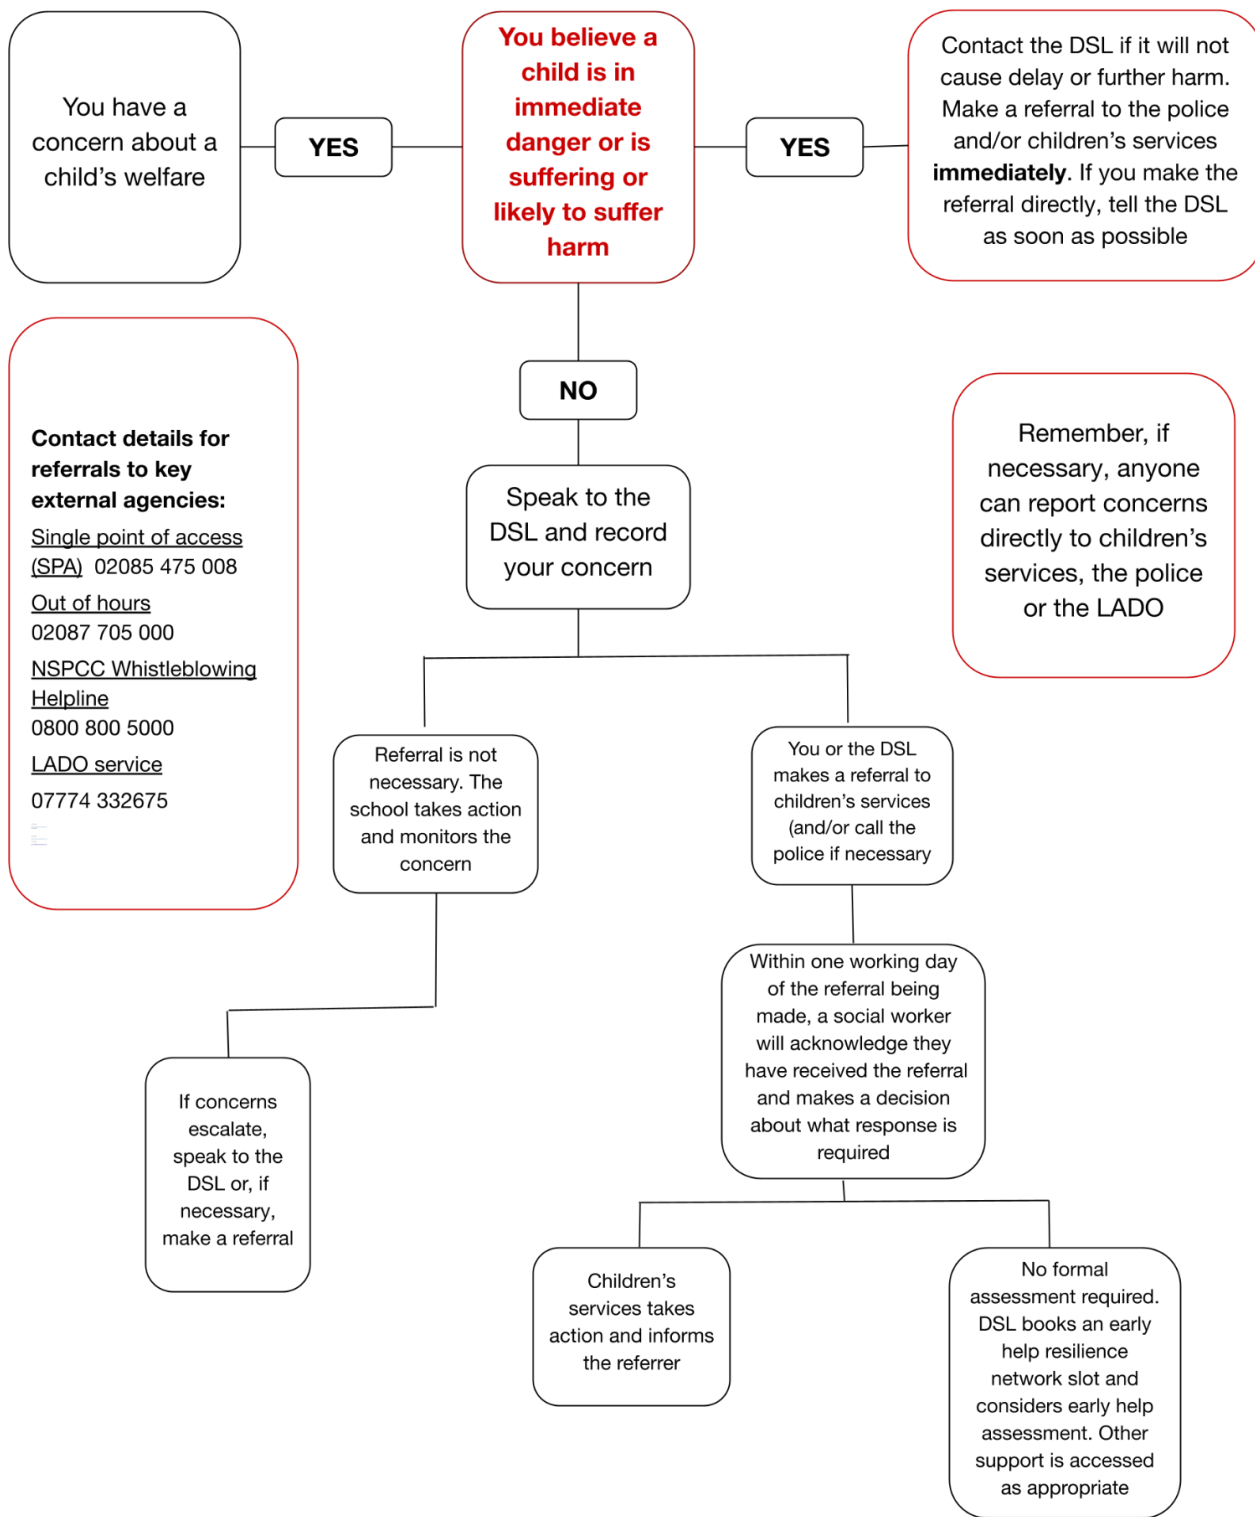 You have a
concern about a
child's welfare
YES
You believe a
child is in
immediate
danger or is
suffering or
likely to suffer
harm
YES
Contact the DSL if it will not
cause delay or further harm.
Make a referral to the police
and/or children's services
immediately. If you make the
referral directly, tell the DSL
as soon as possible
NO
Contact details for
referrals to key
external agencies:
Single point of access
(SPA) 02085 475 008
Out of hours
02087 705 000
NSPCC Whistleblowing
Helpline
0800 800 5000
LADO service
07774 332675
Speak to the
DSL and record
your concern
Remember, if
necessary, anyone
can report concerns
directly to children's
services, the police
or the LADO
Referral is not
necessary. The
school takes action
and monitors the
concern
You or the DSL
makes a referral to
children's services
(and/or call the
police if necessary
Within one working day
of the referral being
made, a social worker
will acknowledge they
have received the referral
and makes a decision
about what response is
required
If concerns
escalate,
speak to the
DSL or, if
necessary,
make a referral
Children's
services takes
action and informs
the referrer
No formal
assessment required.
DSL books an early
help resilience
network slot and
considers early help
assessment. Other
support is accessed
as appropriate